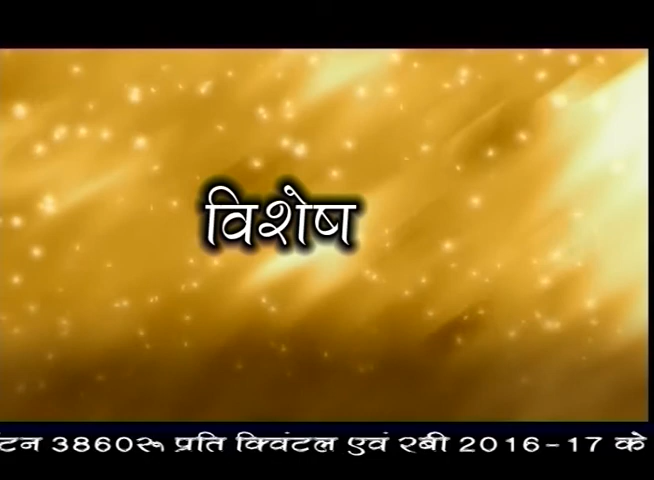 विशेष
टन 3860रू प्रति क्विंटल एवं रबी 2016-17 के